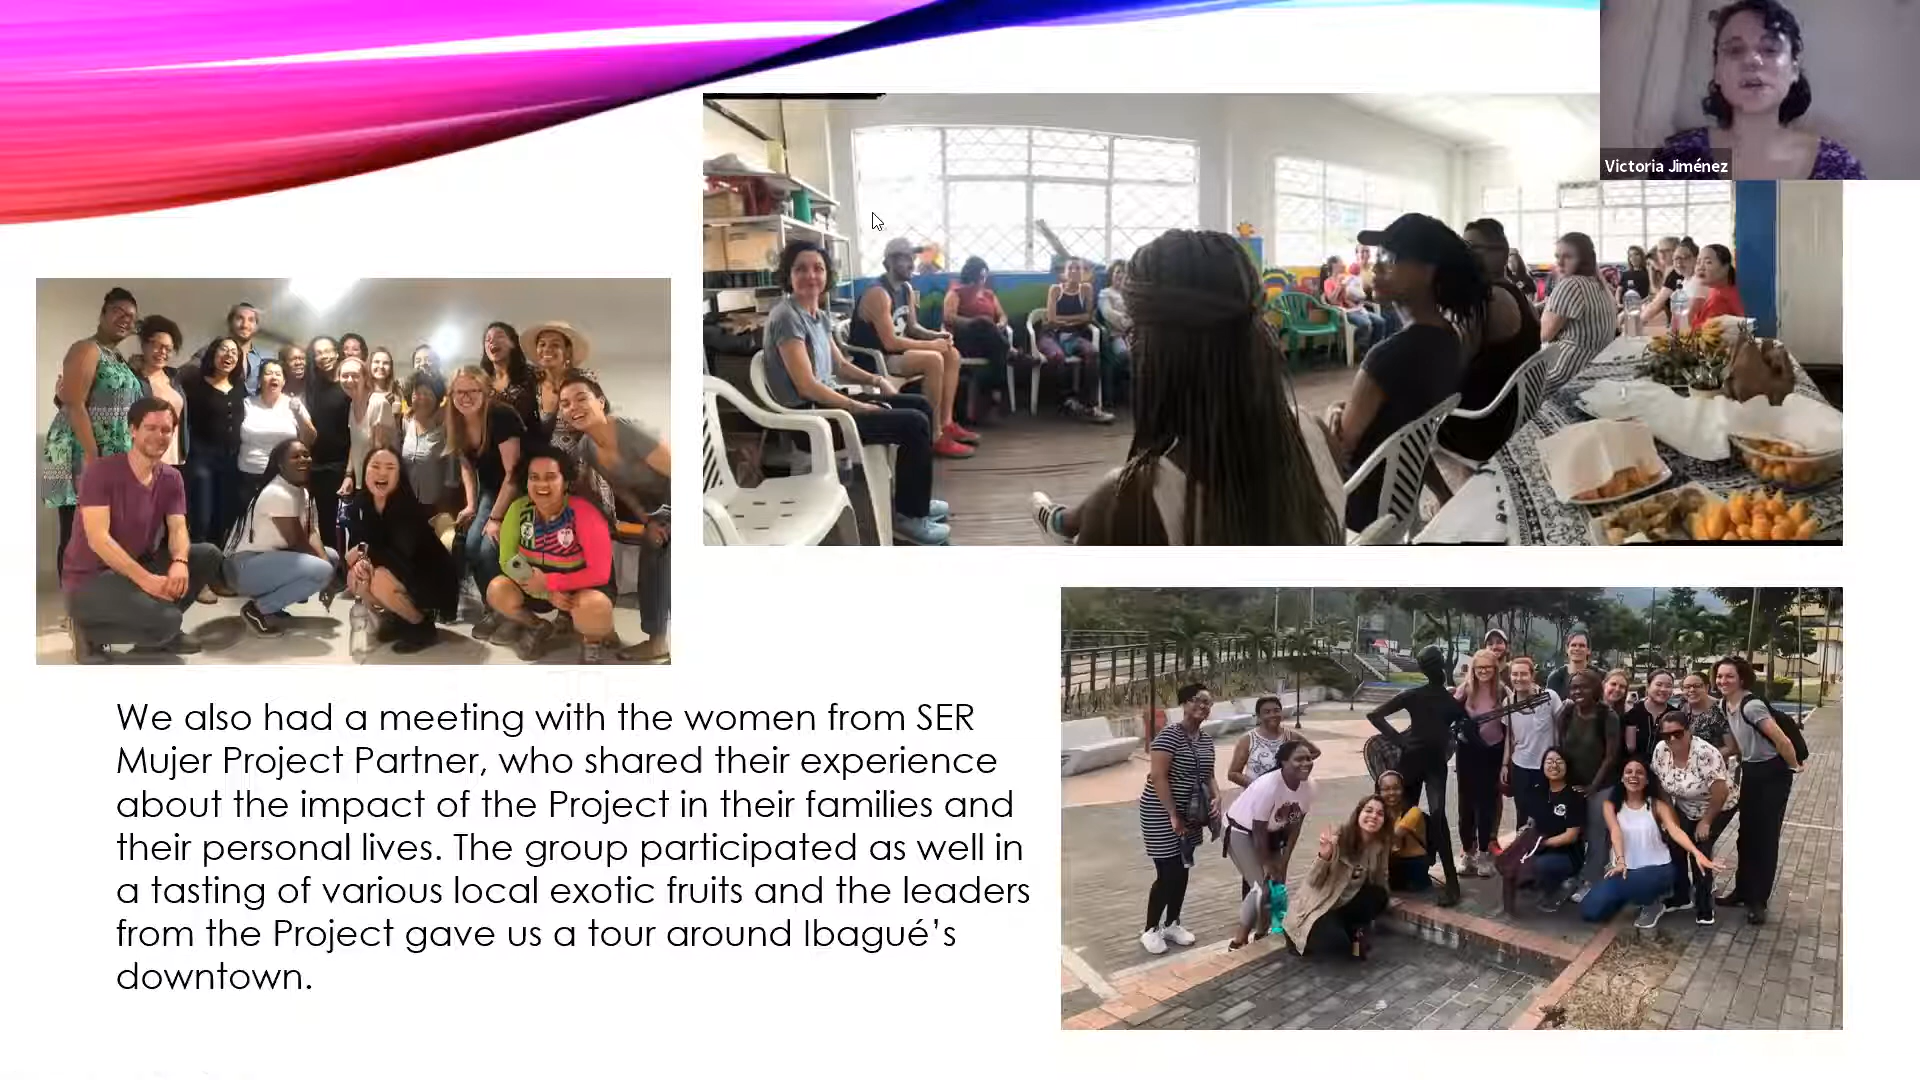 Victoria Jiménez
We also had a meeting with the women from SER
Mujer Project Partner, who shared their experience
about the impact of the Project in their families and
their personal lives. The group participated as well in
a tasting of various local exotic fruits and the leaders
from the Project gave us a tour around Ibagué’s
downtown.